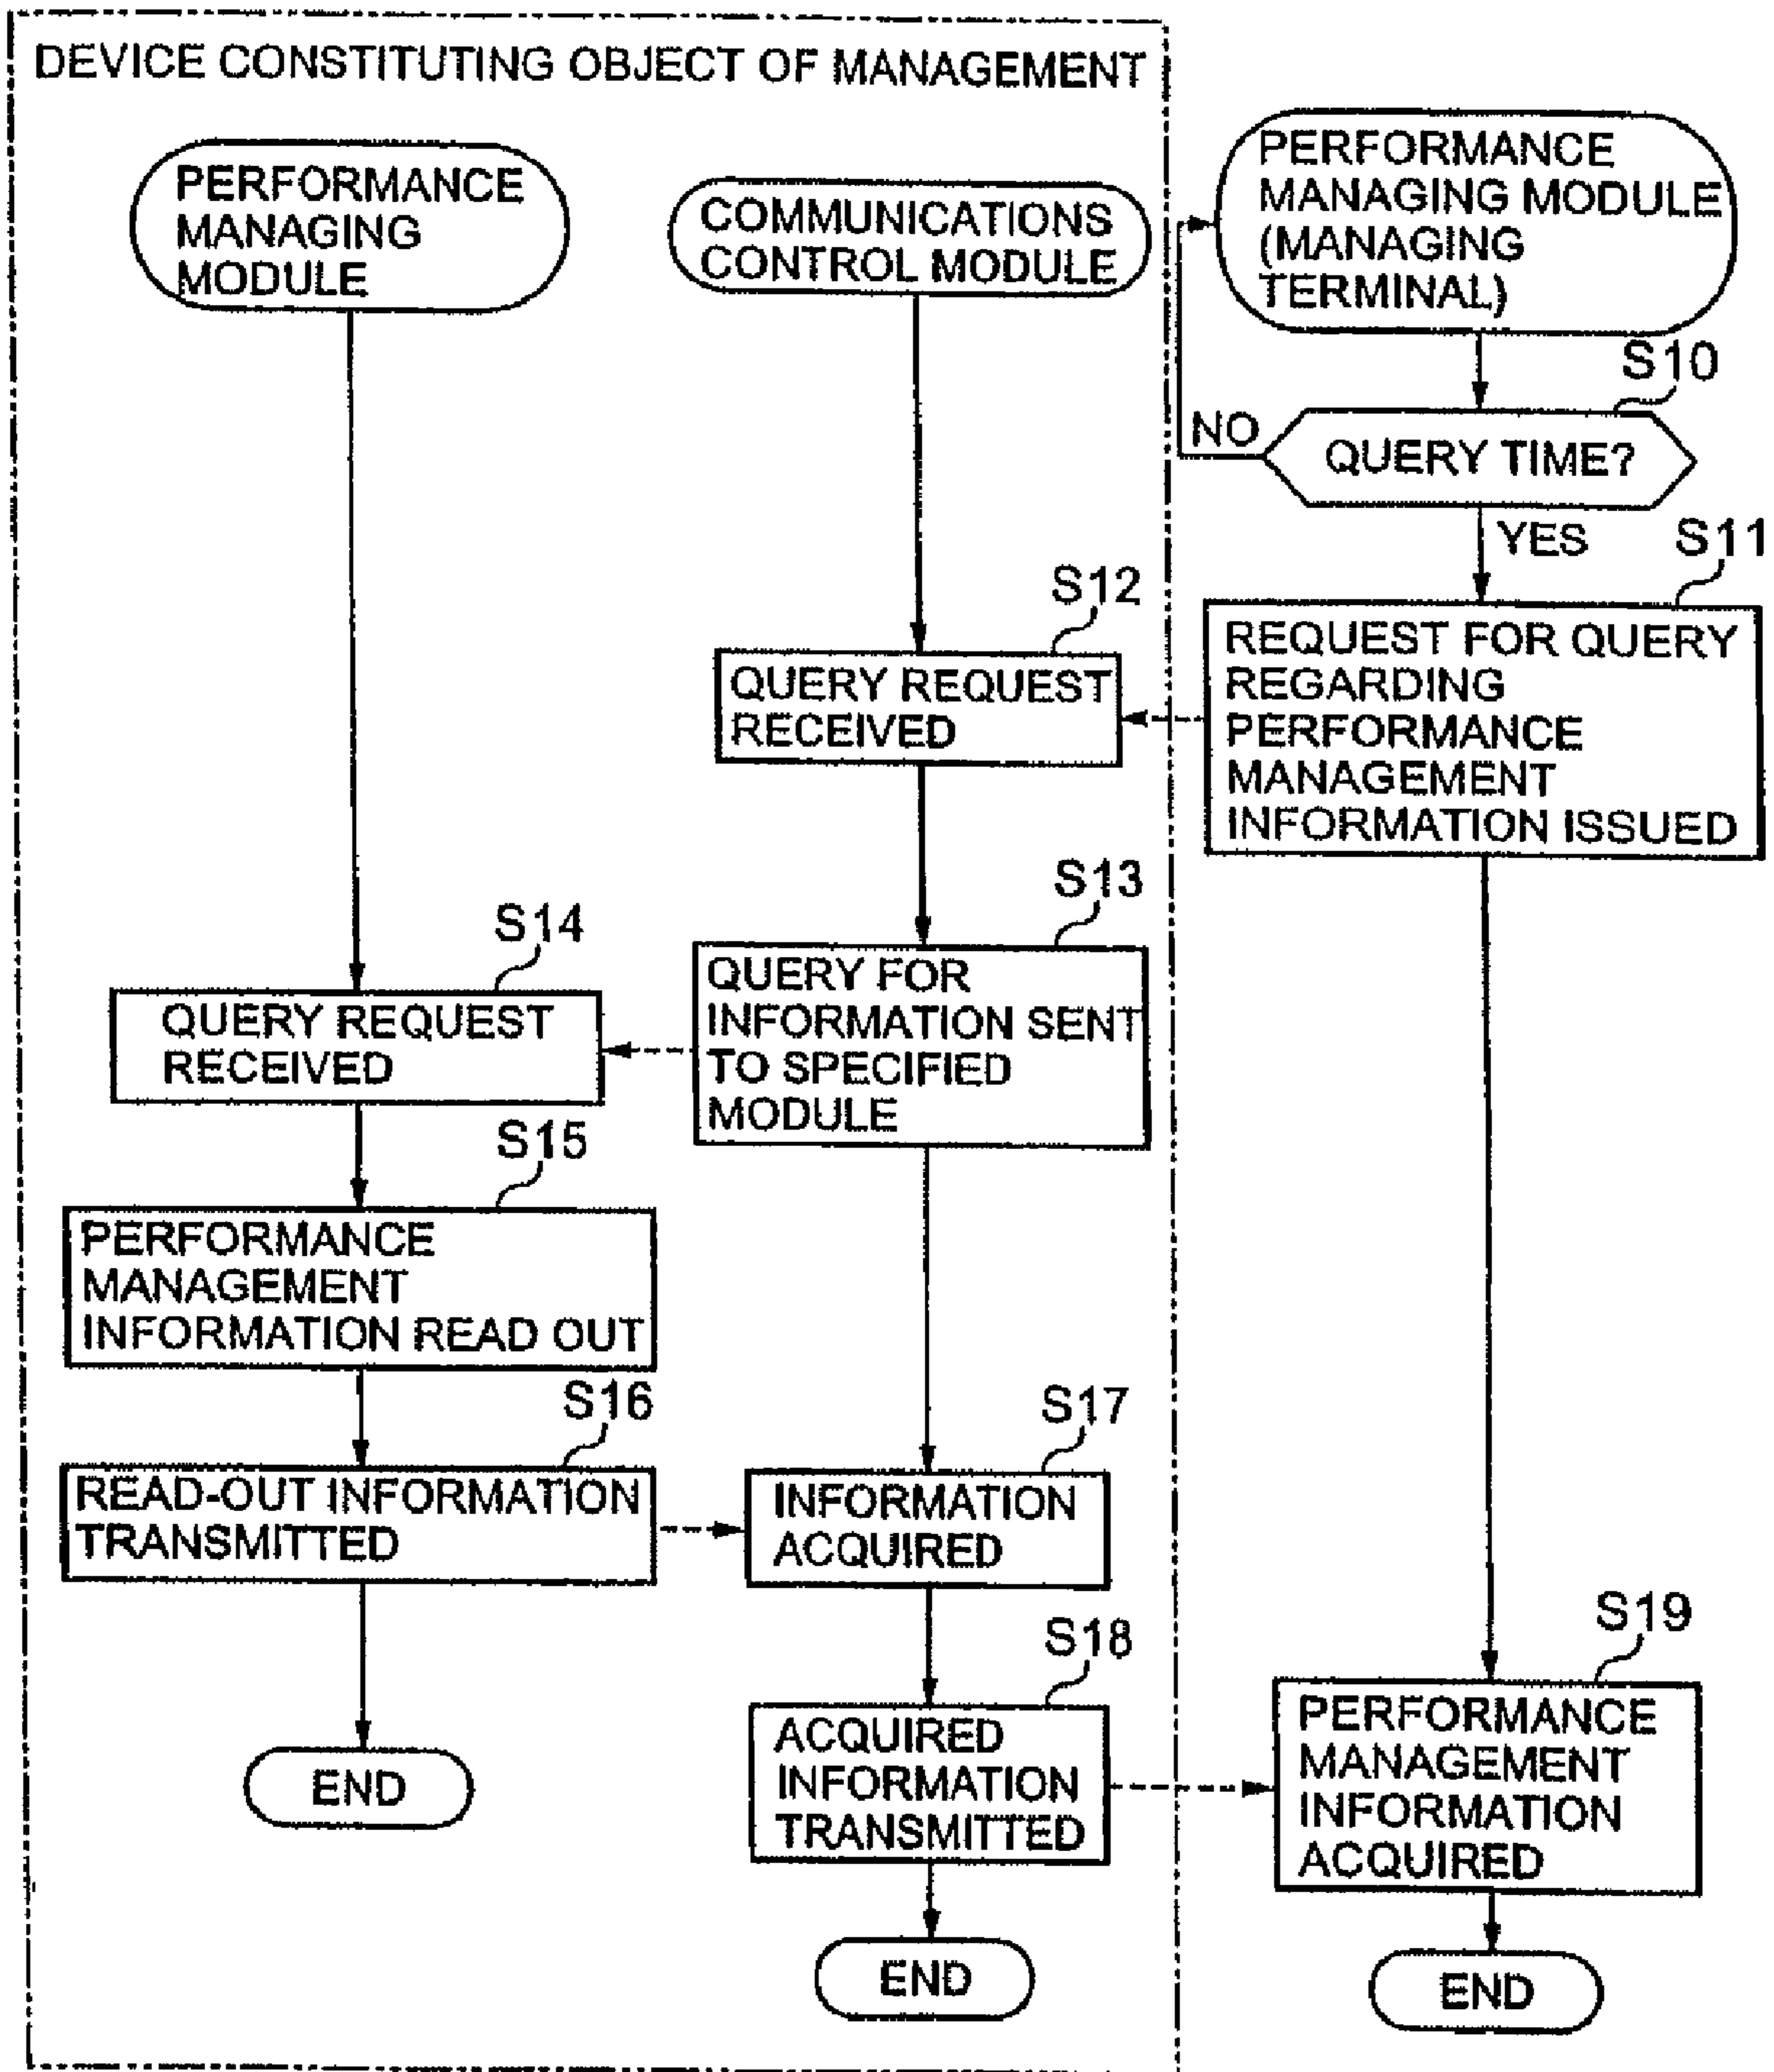 DEVICE CONSTITUTING OBJECT OF MANAGEMENT
PERFORMANCE
MANAGING
MODULE
COMMUNICATIONS
CONTROL MODULE
PERFORMANCE
MANAGING MODULE
(MANAGING
TERMINAL)
S10
NO
QUERY TIME?
YES
S11
REQUEST FOR QUERY
REGARDING
PERFORMANCE
MANAGEMENT
INFORMATION ISSUED
S12
QUERY REQUEST
RECEIVED
S13
QUERY FOR
INFORMATION SENT
TO SPECIFIED
MODULE
S14
QUERY REQUEST
RECEIVED
S15
PERFORMANCE
MANAGEMENT
INFORMATION READ OUT
S16
READ-OUT INFORMATION
TRANSMITTED
S17
INFORMATION
ACQUIRED
S18
ACQUIRED
INFORMATION
TRANSMITTED
S19
PERFORMANCE
MANAGEMENT
INFORMATION
ACQUIRED
END
END
END